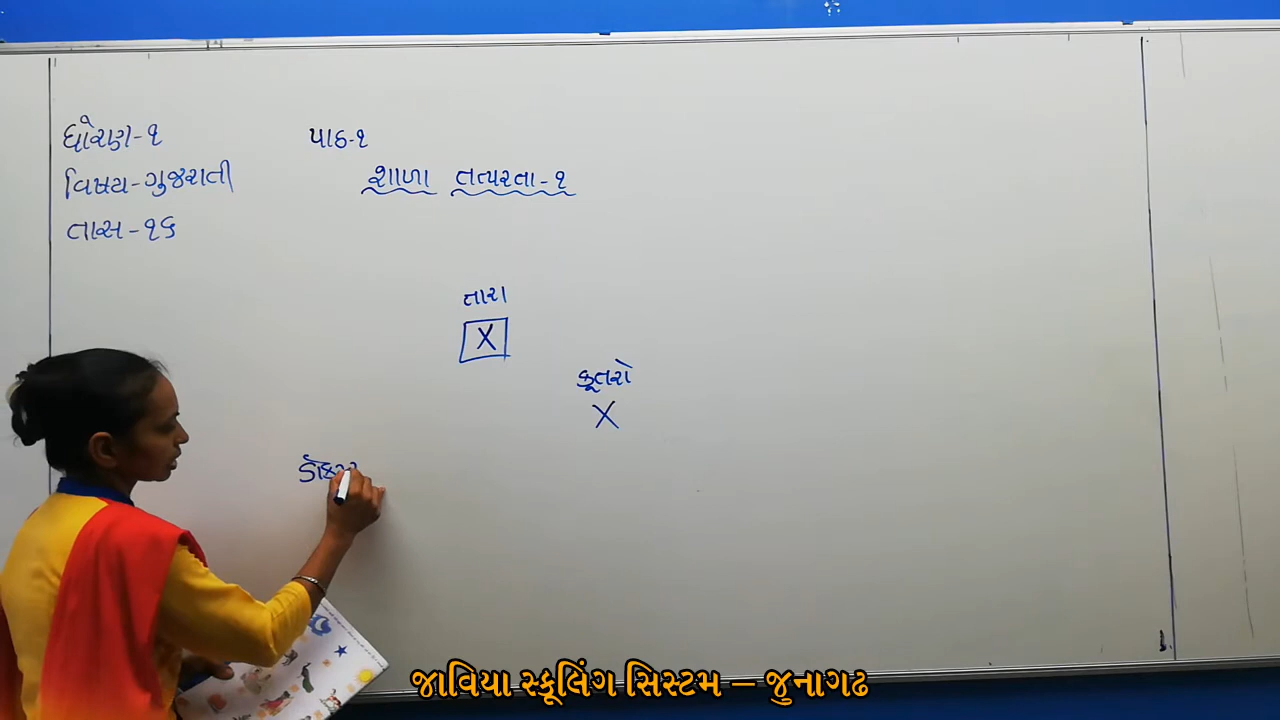 ધોરણ-૧
વિષય-ગુજરાતી
તાસ-૧૬
પાઠ-૧
શાળા તત્પરતા-૧
તારા
X
કૂતરો
X
જાવિયા સ્કૂલિંગ સિસ્ટમ – જુનાગઢ